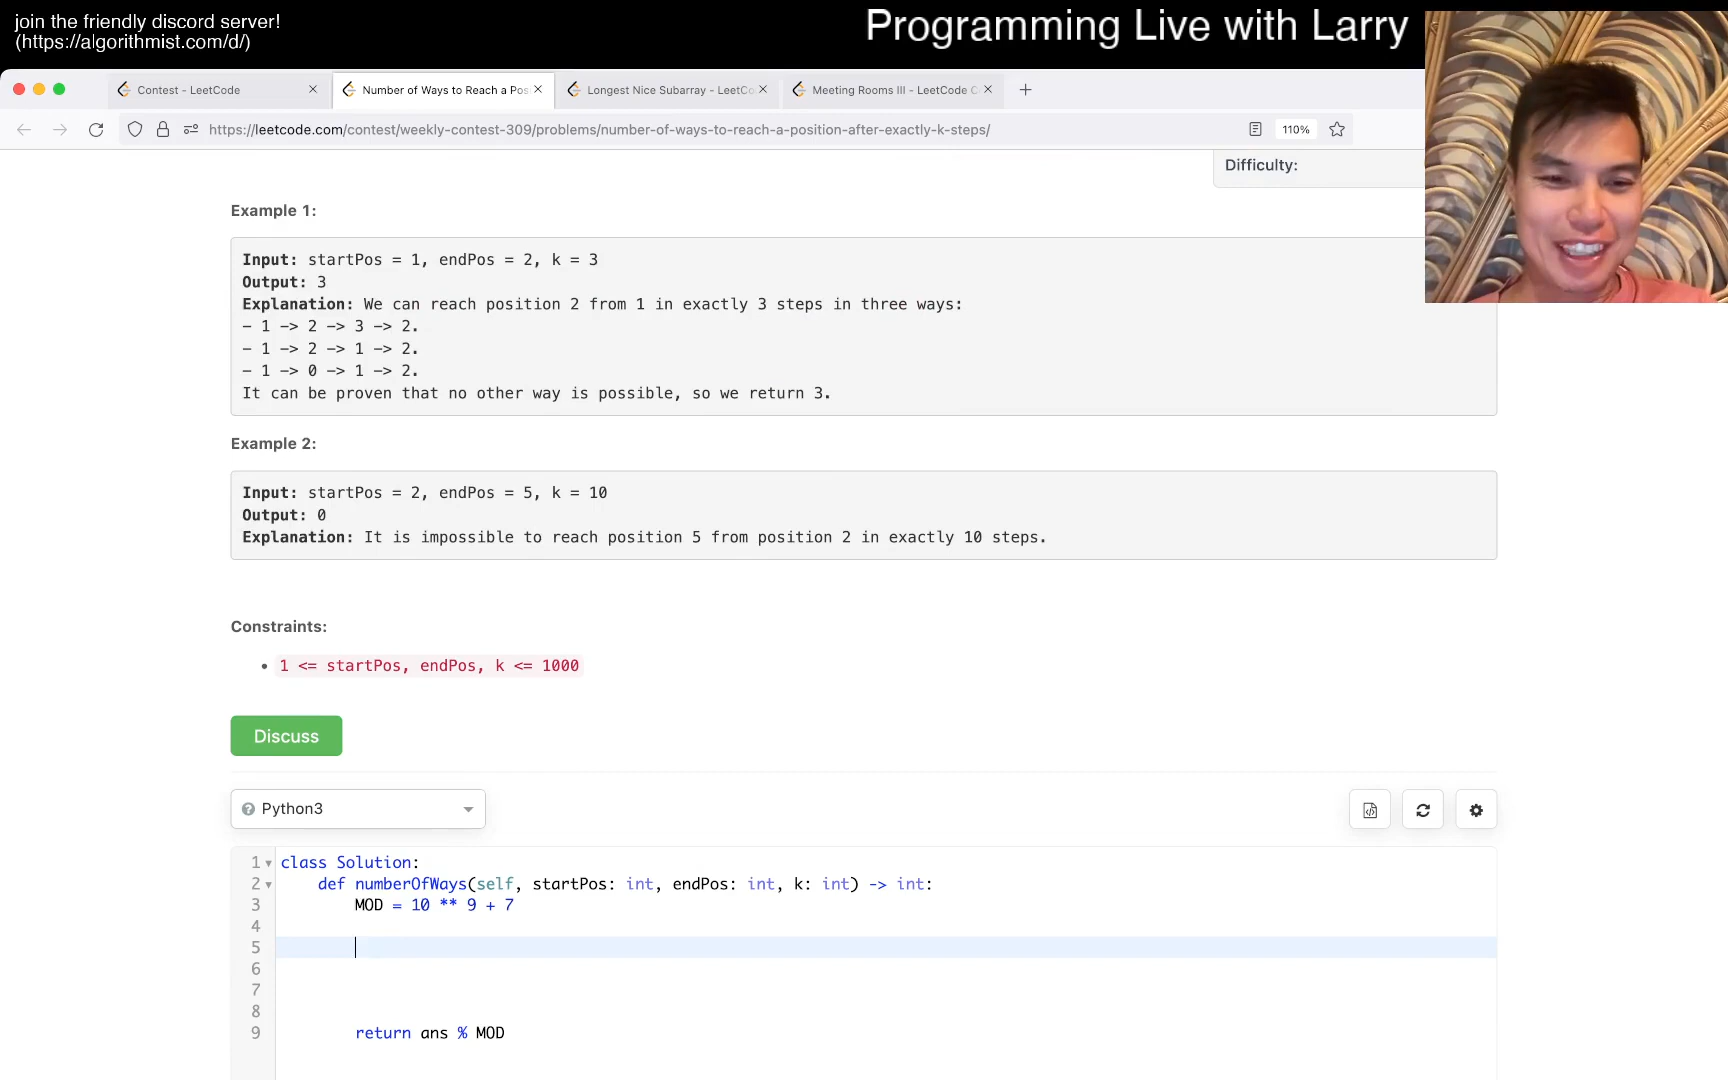 join the friendly discord server!
(https://algorithmist.com/d/)
Programming Live with Larry
Contest - LeetCode
Number of Ways to Reach a Pos
Longest Nice Subarray - LeetCo
Meeting Rooms III - LeetCode C
https://leetcode.com/contest/weekly-contest-309/problems/number-of-ways-to-reach-a-position-after-exactly-k-steps/
110%
Difficulty:
Example 1:
Input: startPos = 1, endPos = 2, k = 3
Output: 3
Explanation: We can reach position 2 from 1 in exactly 3 steps in three ways:
- 1 -> 2 -> 3 -> 2.
- 1 -> 2 -> 1 -> 2.
- 1 -> 0 -> 1 -> 2.
It can be proven that no other way is possible, so we return 3.
Example 2:
Input: startPos = 2, endPos = 5, k = 10
Output: 0
Explanation: It is impossible to reach position 5 from position 2 in exactly 10 steps.
Constraints:
• 1 <= startPos, endPos, k <= 1000
Discuss
Python3
1 class Solution:
2 def numberOfWays(self, startPos: int, endPos: int, k: int) -> int:
3 MOD = 10 ** 9 + 7
4
5
6
7
8
9 return ans % MOD